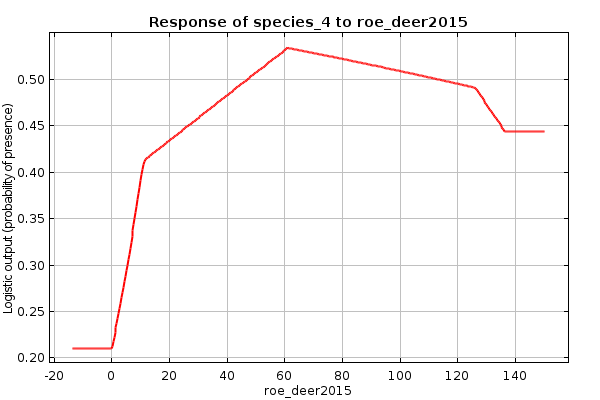 Response of species_4 to roe_deer2015
Logistic output (probability of presence)
0.50
0.45
0.40
0.35
0.30
0.25
0.20
-20 0 20 40 60 80 100 120 140
roe_deer2015